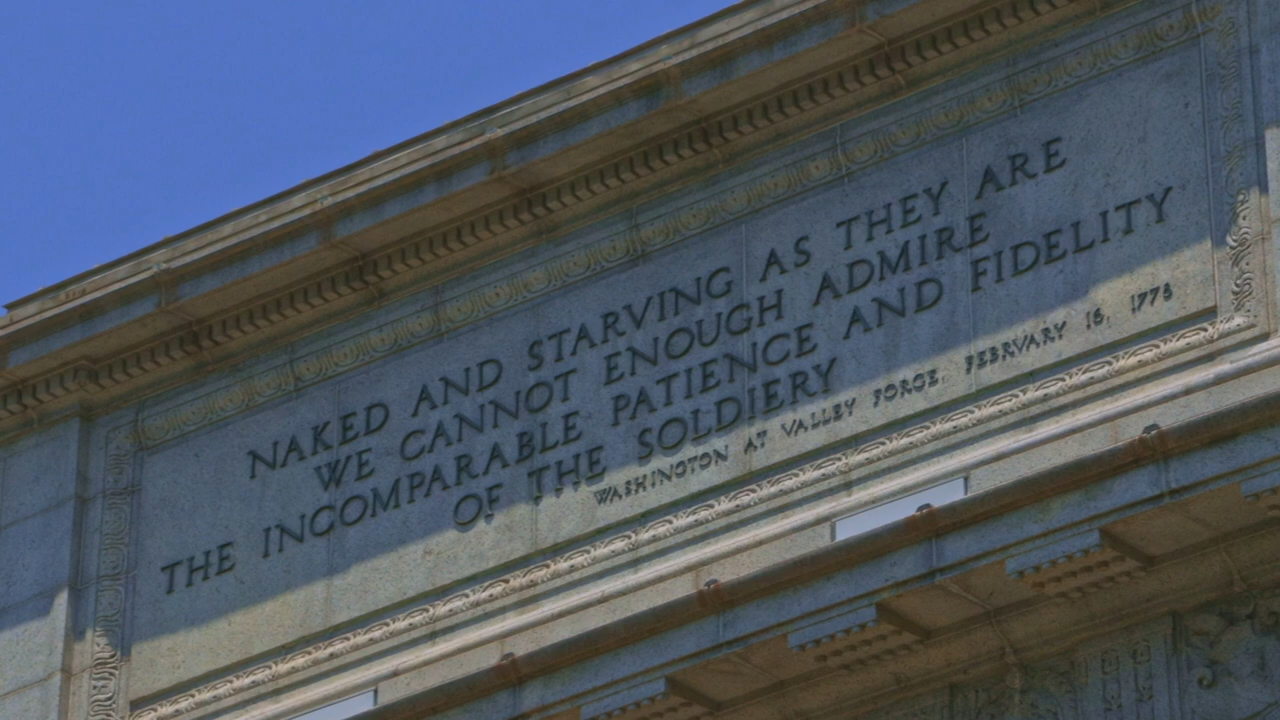 NAKED AND STARVING AS THEY ARE
WE CANNOT ENOUGH ADMIRE
THE INCOMPARABLE PATIENCE AND FIDELITY
OF THE SOLDIERY
WASHINGTON AT VALLEY FORGE, FEBRVARY 16, 1778